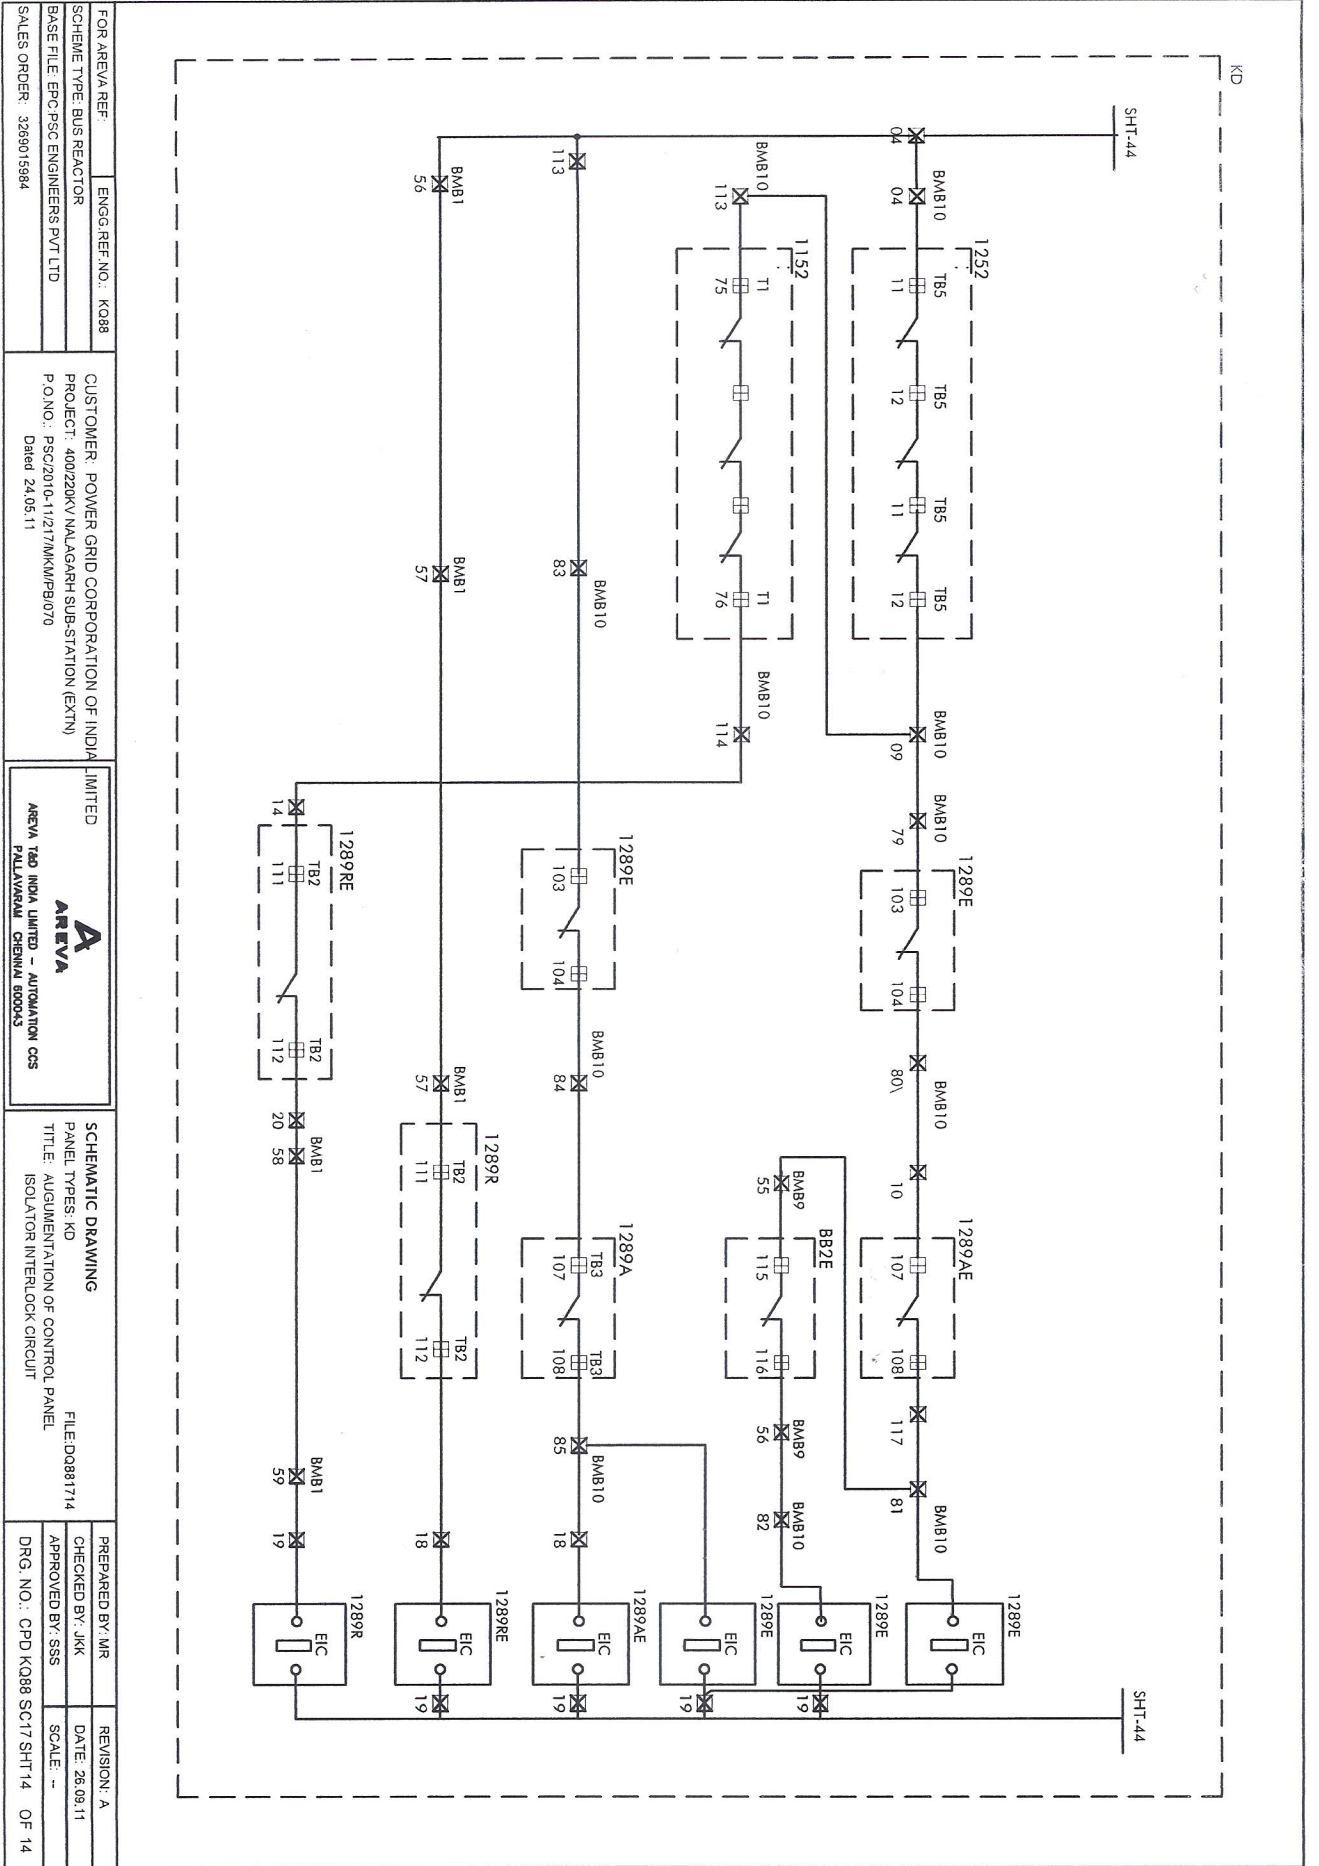 KD
SHT-44
SHT-44
04
BMB10
04
1252
TB5
11
TB5
12
TB5
11
TB5
12
BMB10
09
BMB10
79
1289E
103
104
80\
BMB10
10
1289AE
107
108
117
81
BMB10
1289E
EIC
BMB10
113
1152
T1
75
T1
76
BMB10
114
BMB9
55
BB2E
115
116
BMB9
56
BMB10
82
1289E
EIC
19
1289E
EIC
19
113
83
BMB10
1289E
103
104
BMB10
84
1289A
TB3
107
TB3
108
85
BMB10
18
1289AE
EIC
19
BMB1
56
BMB1
57
BMB1
57
1289R
TB2
111
TB2
112
18
1289RE
EIC
19
14
1289RE
TB2
111
TB2
112
20
BMB1
58
BMB1
59
19
1289R
EIC
FOR AREVA REF:
ENGG.REF.NO.: KQ88
SCHEME TYPE: BUS REACTOR
BASE FILE: EPC:PSC ENGINEERS PVT LTD
SALES ORDER: 3269015984
CUSTOMER: POWER GRID CORPORATION OF INDIA LIMITED
PROJECT: 400/220KV NALAGARH SUB-STATION (EXTN)
P.O.NO.: PSC/2010-11/217/MKM/PB/070
Dated 24.05.11
A
AREVA
AREVA T&D INDIA LIMITED - AUTOMATION CCS
PALLAVARAM CHENNAI 600043
SCHEMATIC DRAWING
PANEL TYPES: KD
FILE:DQ881714
TITLE: AUGUMENTATION OF CONTROL PANEL
ISOLATOR INTERLOCK CIRCUIT
PREPARED BY: MR
REVISION: A
CHECKED BY: JKK
DATE: 26.09.11
APPROVED BY: SSS
SCALE: --
DRG. NO.: CPD KQ88 SC17 SHT14 OF 14